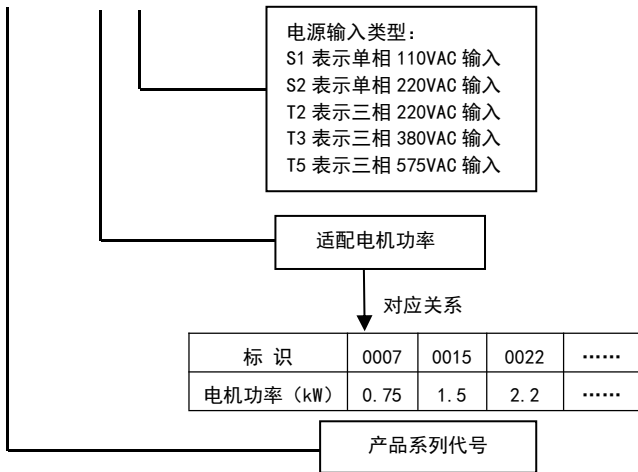 电源输入类型：
S1 表示单相 110VAC 输入
S2 表示单相 220VAC 输入
T2 表示三相 220VAC 输入
T3 表示三相 380VAC 输入
T5 表示三相 575VAC 输入
适配电机功率
对应关系
标 识 0007 0015 0022 ……
电机功率（kW） 0.75 1.5 2.2 ……
产品系列代号